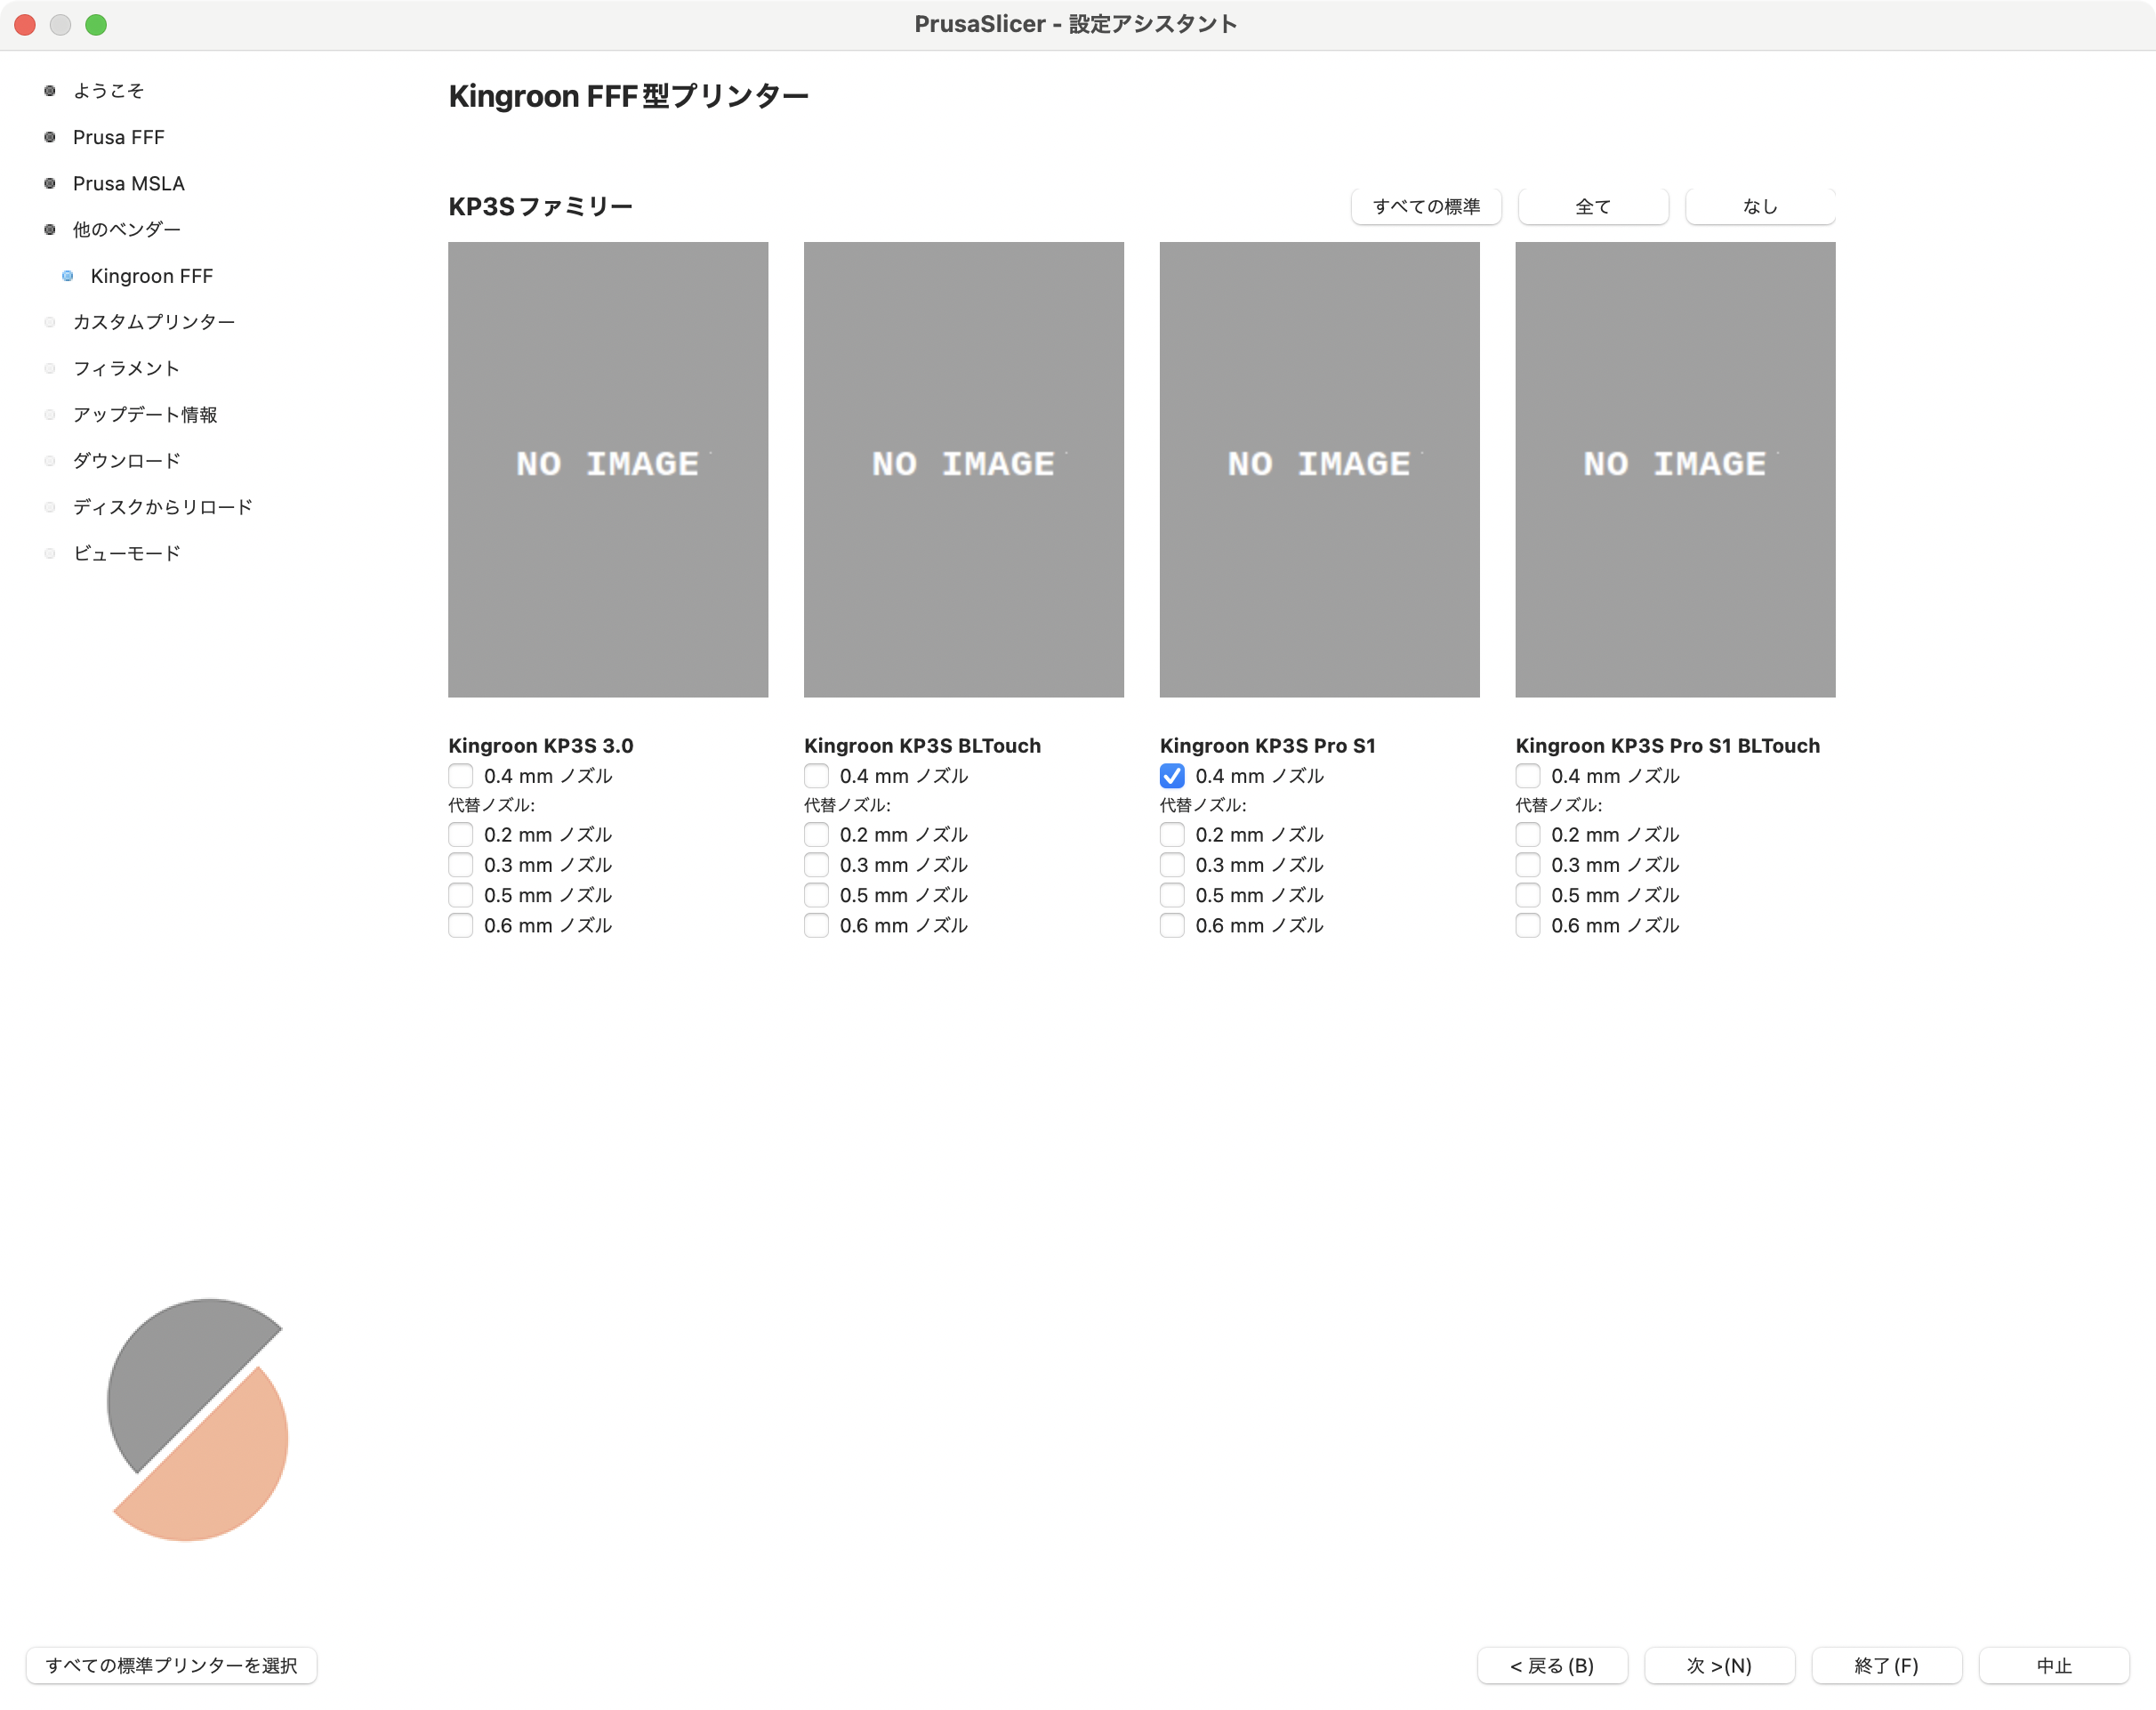 PrusaSlicer - 設定アシスタント
ようこそ
Prusa FFF
Prusa MSLA
他のベンダー
Kingroon FFF
カスタムプリンター
フィラメント
アップデート情報
ダウンロード
ディスクからリロード
ビューモード
Kingroon FFF型プリンター
KP3Sファミリー
すべての標準
全て
なし
NO IMAGE
NO IMAGE
NO IMAGE
NO IMAGE
Kingroon KP3S 3.0
0.4 mm ノズル
代替ノズル:
0.2 mm ノズル
0.3 mm ノズル
0.5 mm ノズル
0.6 mm ノズル
Kingroon KP3S BLTouch
0.4 mm ノズル
代替ノズル:
0.2 mm ノズル
0.3 mm ノズル
0.5 mm ノズル
0.6 mm ノズル
Kingroon KP3S Pro S1
0.4 mm ノズル
代替ノズル:
0.2 mm ノズル
0.3 mm ノズル
0.5 mm ノズル
0.6 mm ノズル
Kingroon KP3S Pro S1 BLTouch
0.4 mm ノズル
代替ノズル:
0.2 mm ノズル
0.3 mm ノズル
0.5 mm ノズル
0.6 mm ノズル
すべての標準プリンターを選択
< 戻る(B)
次 >(N)
終了(F)
中止